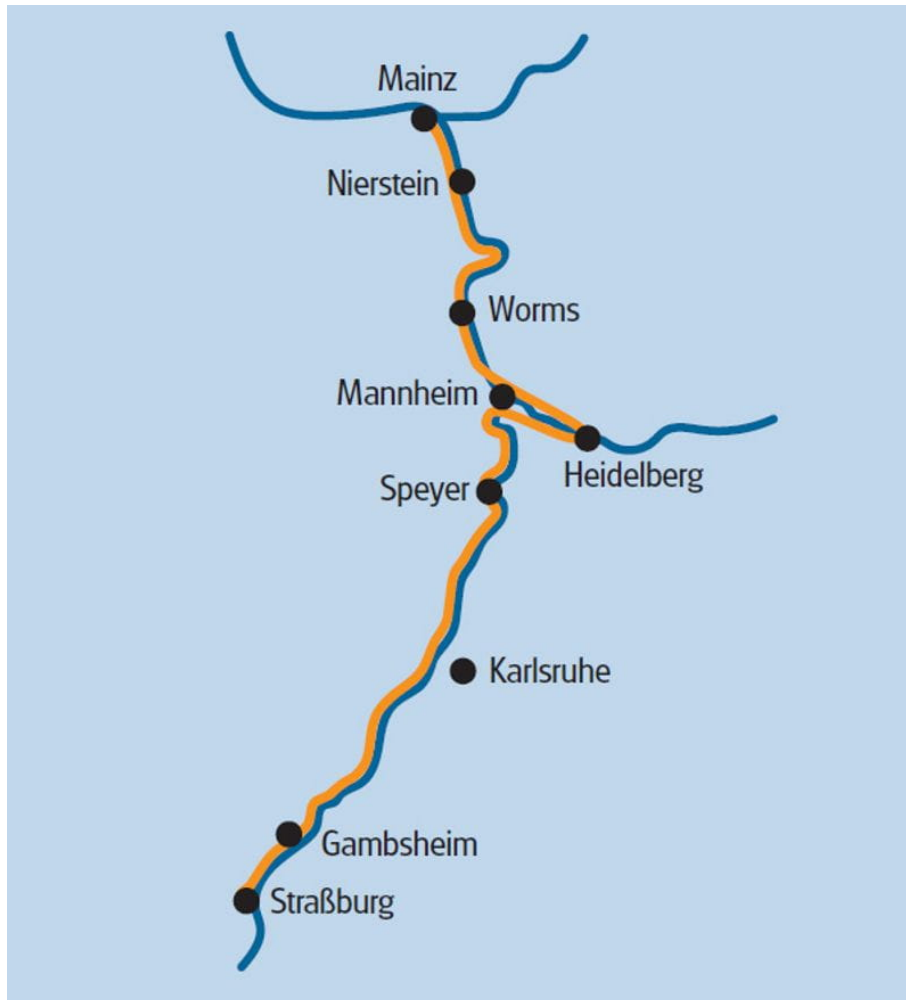 Mainz
Nierstein
Worms
Mannheim
Heidelberg
Speyer
Karlsruhe
Gambsheim
Straßburg